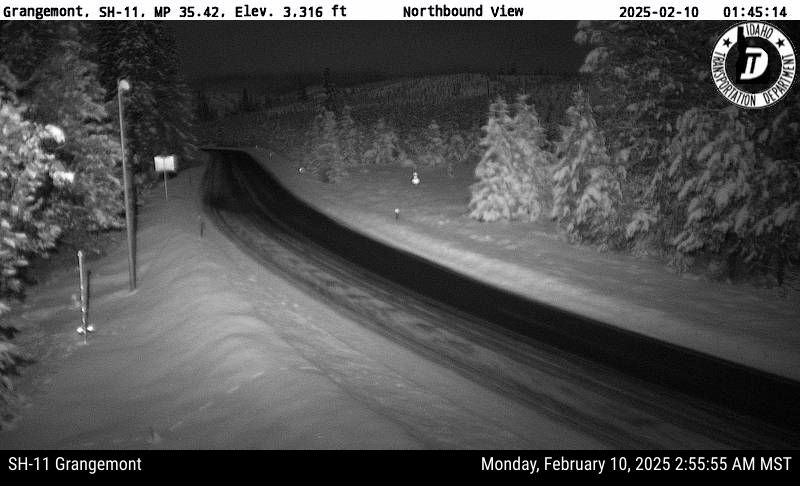 Grangemont, SH-11, MP 35.42, Elev. 3,316 ft Northbound View 2025-02-10 01:45:14
IDAHO
TRANSPORTATION DEPARTMENT
SH-11 Grangemont Monday, February 10, 2025 2:55:55 AM MST